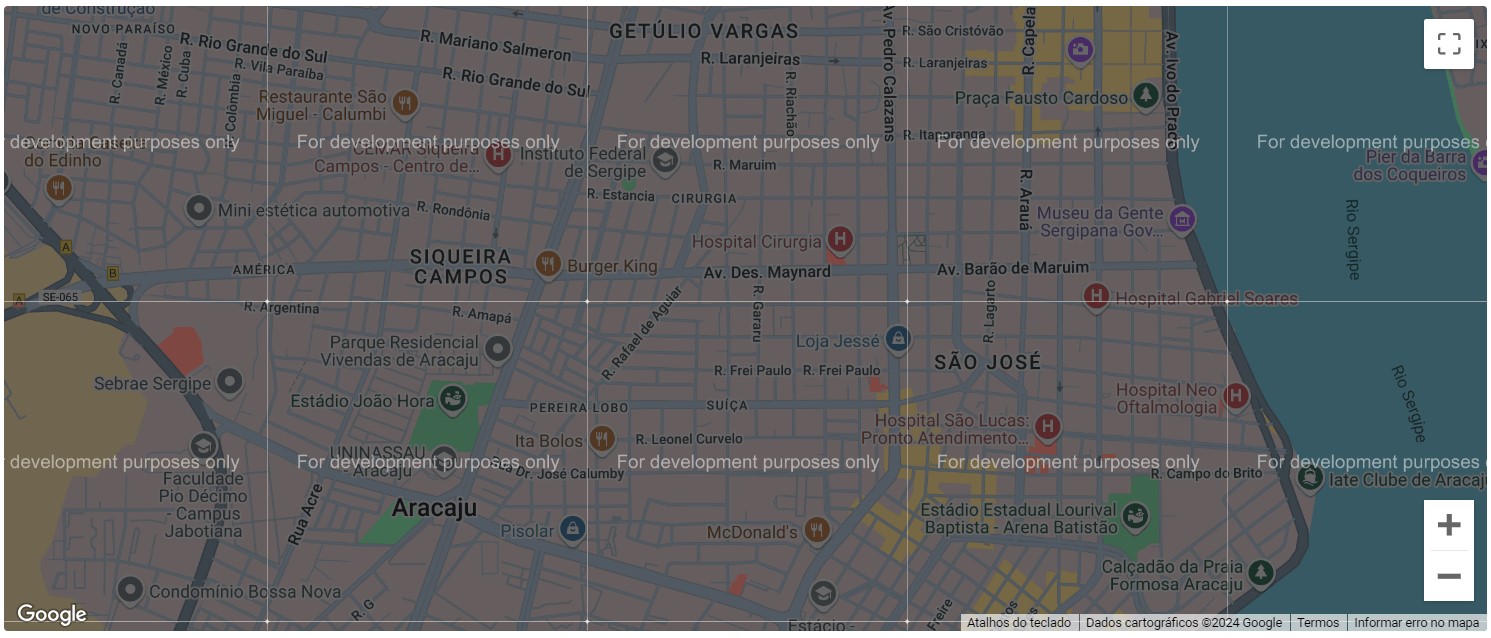 de Construção
NOVO PARAÍSO
R. Rio Grande do Sul
R. Vila Paraíba
R. Canadá
R. México
R. Cuba
R. Colômbia
R. Mariano Salmeron
R. Rio Grande do Sul
GETÚLIO VARGAS
R. Laranjeiras
R. Riachão
Av. Pedro Calazans
R. São Cristóvão
R. Laranjeiras
R. Capela
Av. Ivo do Prado
Restaurante São
Miguel - Calumbi
Praça Fausto Cardoso
R. Itaporanga
development purposes only
For development purposes only
For development purposes only
For development purposes only
For development purposes
do Edinho
CEMAR Siqueira
Campos - Centro de...
Instituto Federal
de Sergipe
R. Maruim
Pier da Barra
dos Coqueiros
R. Estancia
CIRURGIA
R. Arauá
Mini estética automotiva
R. Rondônia
Museu da Gente
Sergipana Gov...
Rio Sergipe
A
Hospital Cirurgia
SIQUEIRA
CAMPOS
Burger King
B
AMÉRICA
Av. Des. Maynard
Av. Barão de Maruim
A
SE-065
R. Argentina
R. Amapá
R. Rafael de Aguiar
R. Gararu
R. Lagarto
Hospital Gabriel Soares
Parque Residencial
Vivendas de Aracaju
Loja Jessé
SÃO JOSÉ
R. Frei Paulo
R. Frei Paulo
Sebrae Sergipe
Estádio João Hora
PEREIRA LOBO
SUÍÇA
Hospital Neo
Oftalmologia
Rio Sergipe
Hospital São Lucas:
Pronto Atendimento...
Ita Bolos
R. Leonel Curvelo
UNINASSAU
- Aracaju
development purposes only
For development purposes only
For development purposes only
For development purposes only
For development purposes
Rua Dr. José Calumby
R. Campo do Brito
Iate Clube de Aracaju
Faculdade
Pio Décimo
- Campus
Jabotiana
Rua Acre
Aracaju
Pisolar
McDonald's
Estádio Estadual Lourival
Baptista - Arena Batistão
Calçadão da Praia
Formosa Aracaju
Condomínio Bossa Nova
R. G
Freire
Estácio -
Google
Atalhos do teclado
Dados cartográficos ©2024 Google
Termos
Informar erro no mapa